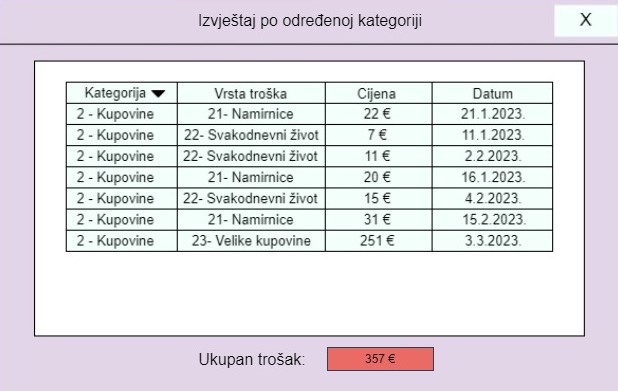 Izvještaj po određenoj kategoriji X
Kategorija Vrsta troška Cijena Datum
2 - Kupovine 21- Namirnice 22 € 21.1.2023.
2 - Kupovine 22- Svakodnevni život 7 € 11.1.2023.
2 - Kupovine 22- Svakodnevni život 11 € 2.2.2023.
2 - Kupovine 21- Namirnice 20 € 16.1.2023.
2 - Kupovine 22- Svakodnevni život 15 € 4.2.2023.
2 - Kupovine 21- Namirnice 31 € 15.2.2023.
2 - Kupovine 23- Velike kupovine 251 € 3.3.2023.
Ukupan trošak: 357 €